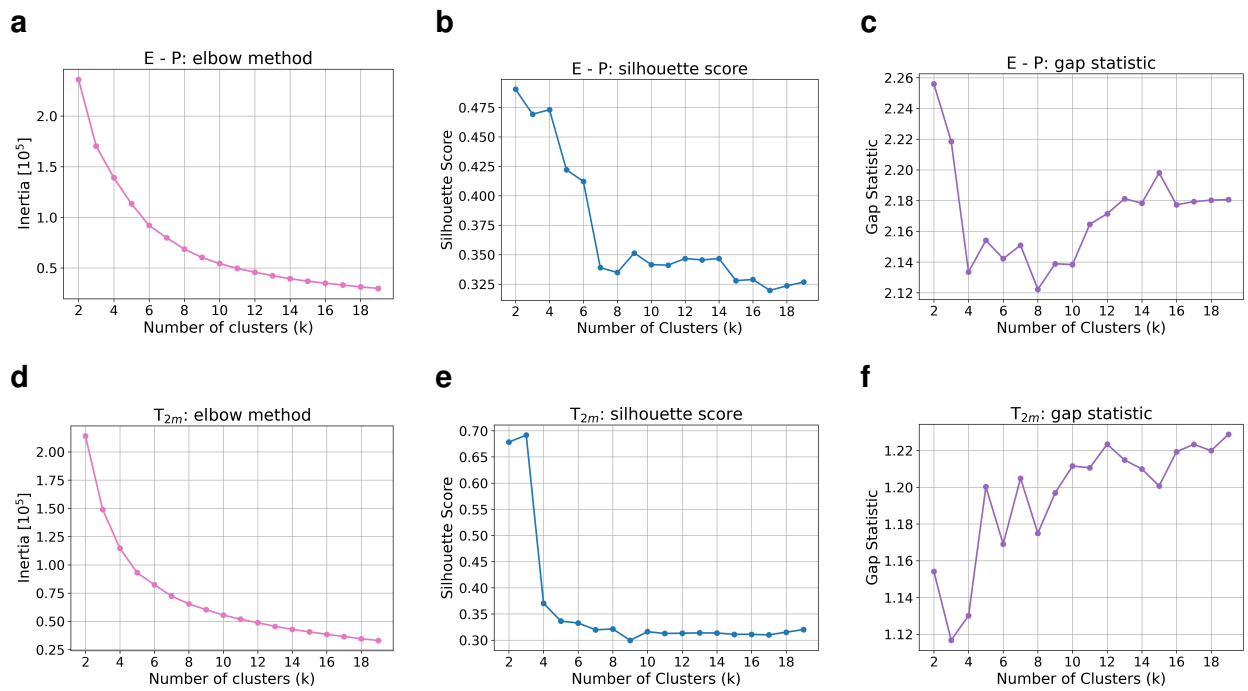 a
E - P: elbow method
Inertia [10⁵]
2.0
1.5
1.0
0.5
2 4 6 8 10 12 14 16 18
Number of clusters (k)
b
E - P: silhouette score
Silhouette Score
0.475
0.450
0.425
0.400
0.375
0.350
0.325
2 4 6 8 10 12 14 16 18
Number of Clusters (k)
c
E - P: gap statistic
Gap Statistic
2.26
2.24
2.22
2.20
2.18
2.16
2.14
2.12
2 4 6 8 10 12 14 16 18
Number of Clusters (k)
d
T₂ₘ: elbow method
Inertia [10⁵]
2.00
1.75
1.50
1.25
1.00
0.75
0.50
0.25
2 4 6 8 10 12 14 16 18
Number of clusters (k)
e
T₂ₘ: silhouette score
Silhouette Score
0.70
0.65
0.60
0.55
0.50
0.45
0.40
0.35
0.30
2 4 6 8 10 12 14 16 18
Number of Clusters (k)
f
T₂ₘ: gap statistic
Gap Statistic
1.22
1.20
1.18
1.16
1.14
1.12
2 4 6 8 10 12 14 16 18
Number of Clusters (k)